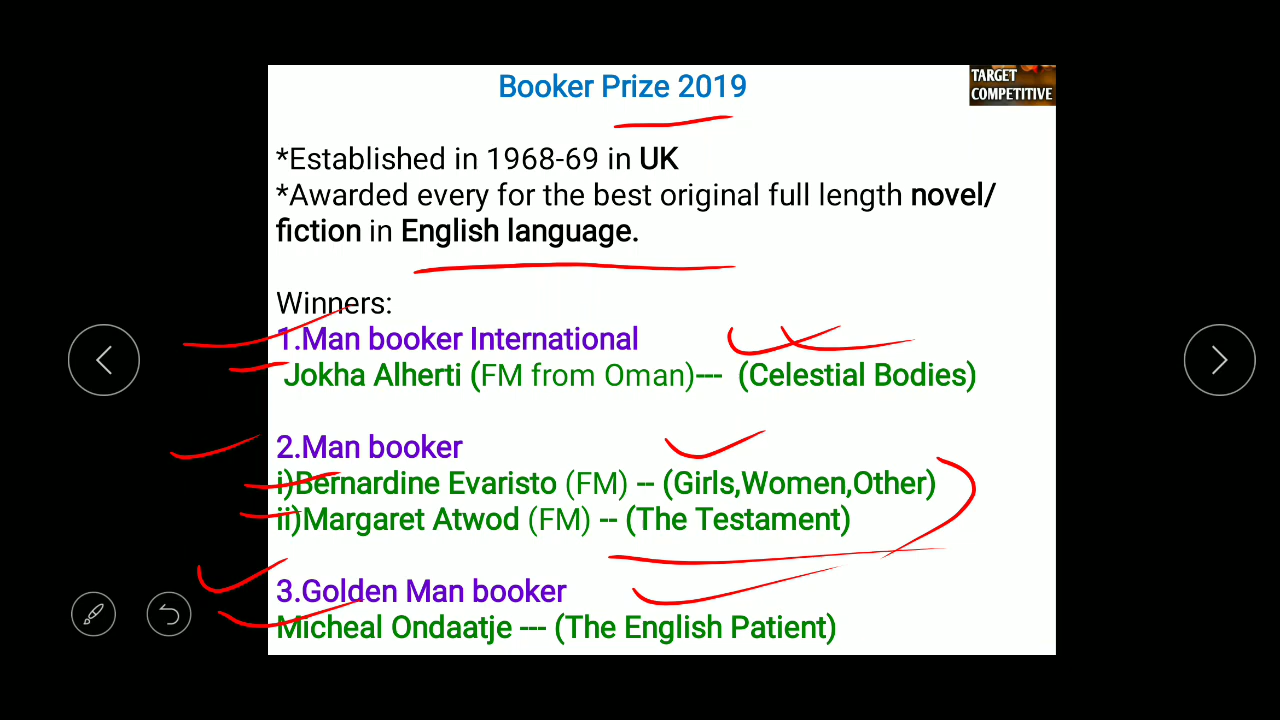 Booker Prize 2019
TARGET
COMPETITIVE
*Established in 1968-69 in UK
*Awarded every for the best original full length novel/
fiction in English language.
Winners:
1.Man booker International
Jokha Alherti (FM from Oman)--- (Celestial Bodies)
2.Man booker
i)Bernardine Evaristo (FM) -- (Girls,Women,Other)
ii)Margaret Atwod (FM) -- (The Testament)
3.Golden Man booker
Micheal Ondaatje --- (The English Patient)